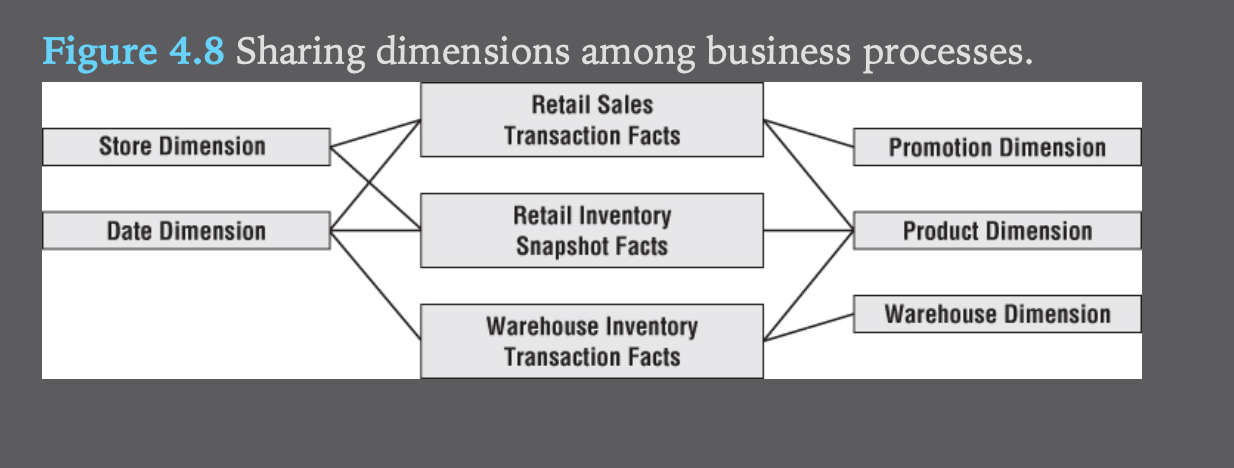 Figure 4.8 Sharing dimensions among business processes.
Store Dimension
Date Dimension
Retail Sales
Transaction Facts
Retail Inventory
Snapshot Facts
Warehouse Inventory
Transaction Facts
Promotion Dimension
Product Dimension
Warehouse Dimension